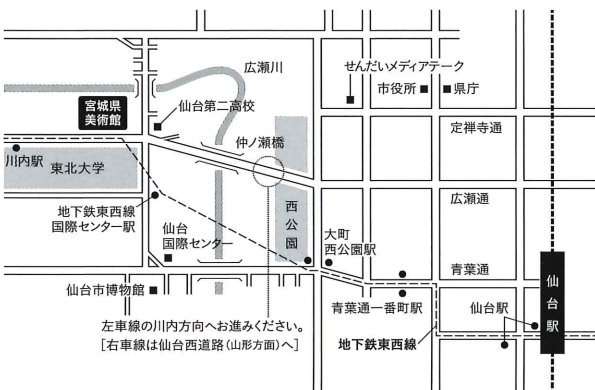 広瀬川
せんだいメディアテーク
市役所
県庁
宮城県
美術館
仙台第二高校
定禅寺通
仲ノ瀬橋
川内駅
東北大学
広瀬通
地下鉄東西線
国際センター駅
西公園
仙台
国際センター
大町
西公園駅
青葉通
仙台市博物館
仙台駅
仙台駅
青葉通一番町駅
左車線の川内方向へお進みください。
[右車線は仙台西道路(山形方面)へ]
地下鉄東西線